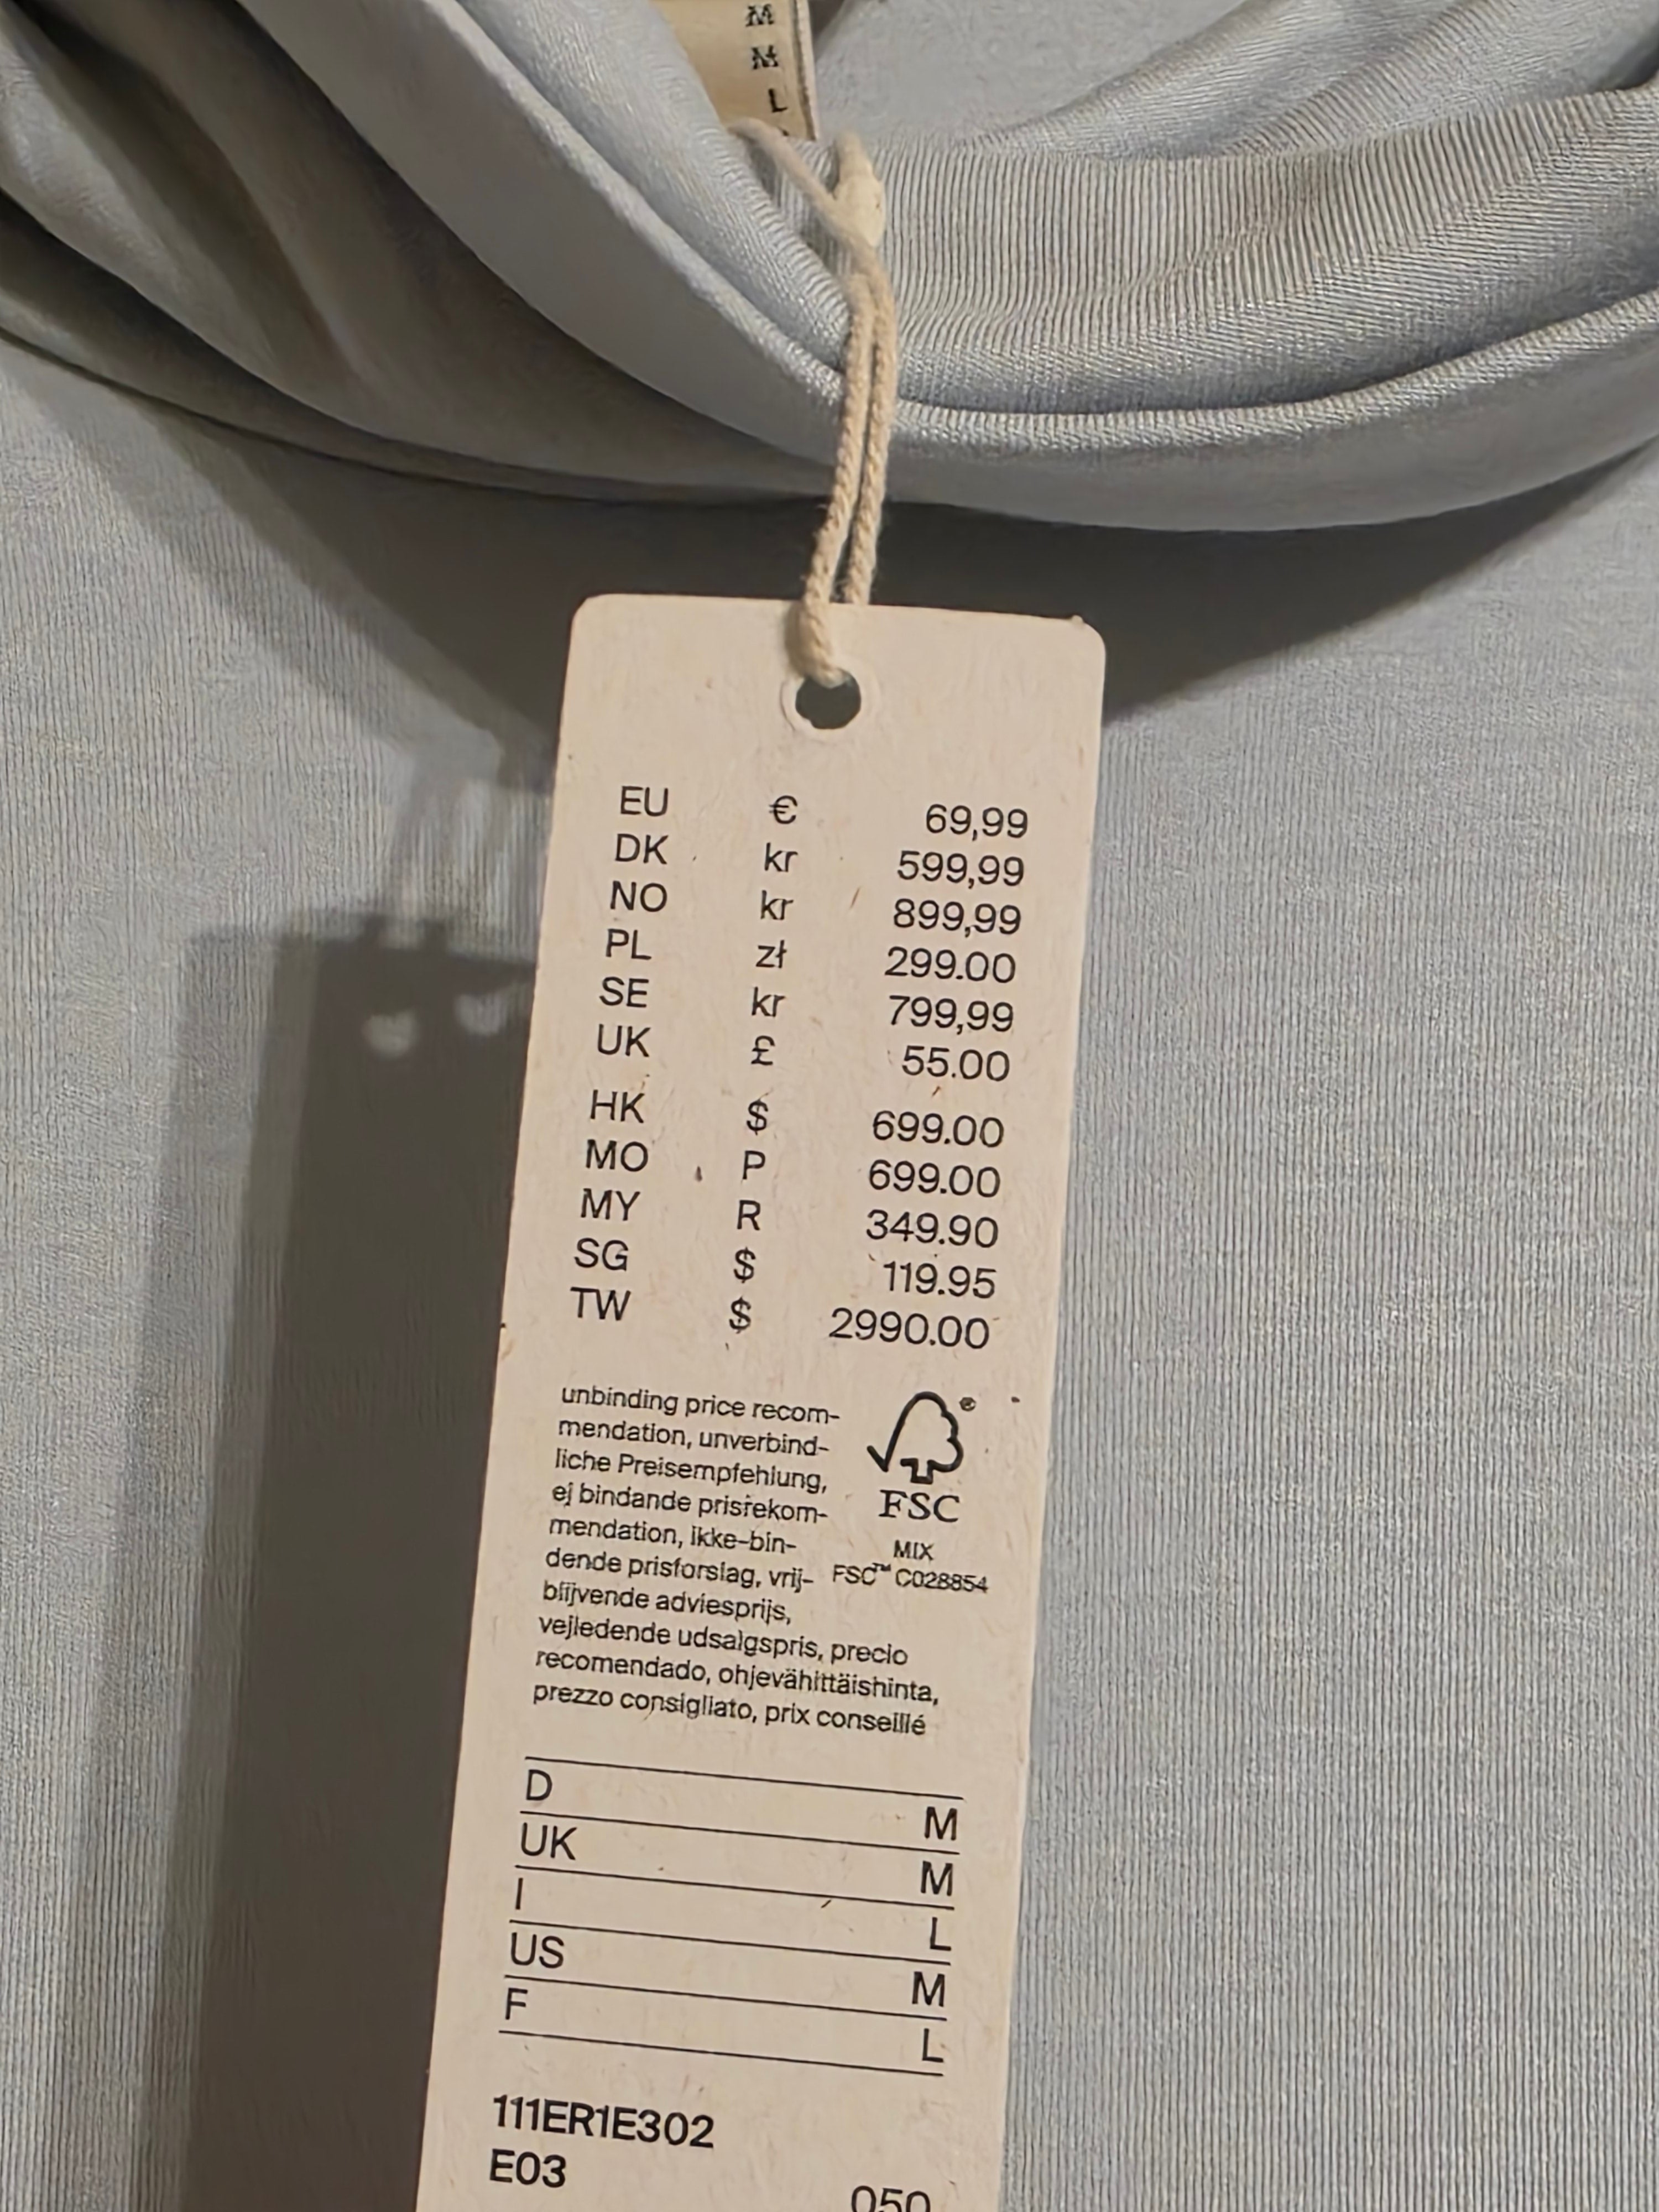 M
M
L
EU € 69,99
DK kr 599,99
NO kr 899,99
PL zł 299.00
SE kr 799,99
UK £ 55.00
HK $ 699.00
MO P 699.00
MY R 349.90
SG $ 119.95
TW $ 2990.00
unbinding price recom-
mendation, unverbind-
liche Preisempfehlung,
ej bindande prisrekom-
mendation, ikke-bin-
dende prisforslag, vrij-
blijvende adviesprijs,
vejledende udsalgspris, precio
recomendado, ohjevähittäishinta,
prezzo consigliato, prix conseillé
®
FSC
MIX
FSC™ C028854
D M
UK M
I L
US M
F L
111ER1E302
E03
050